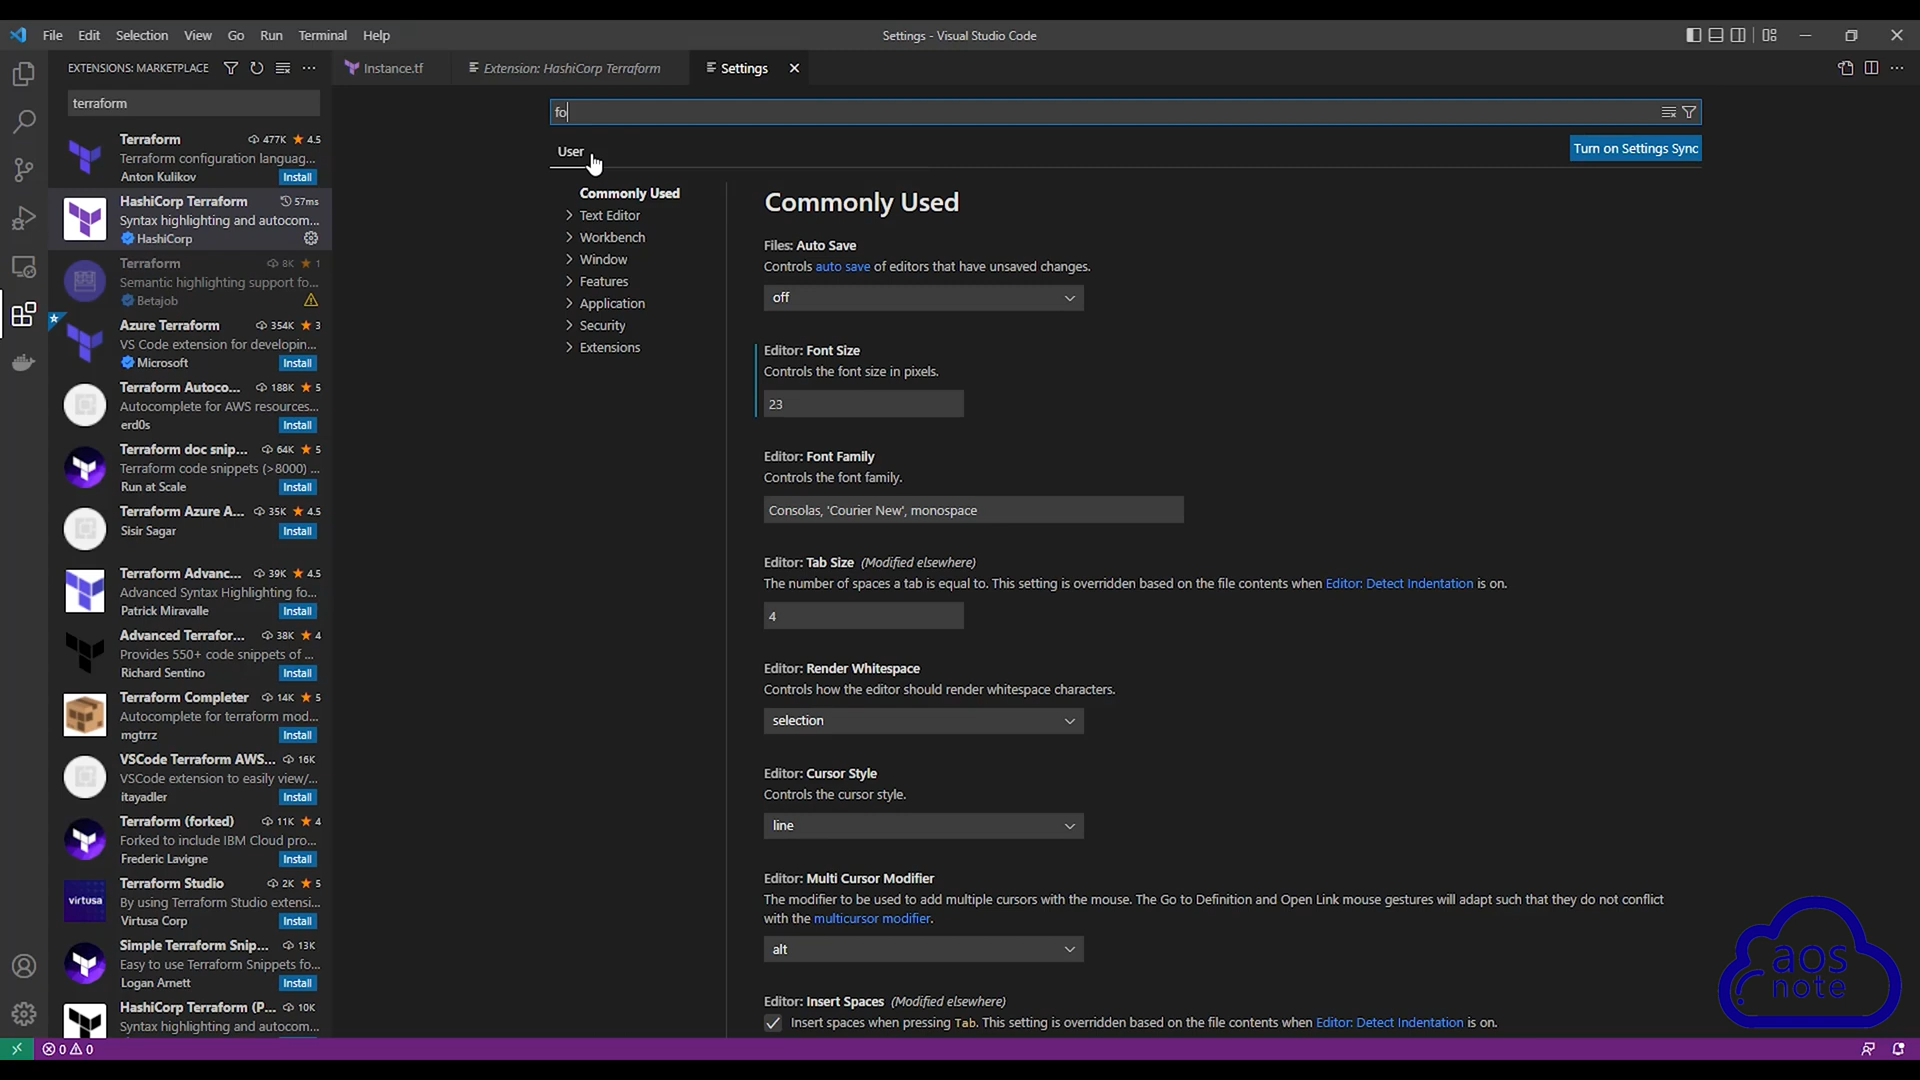 File Edit Selection View Go Run Terminal Help
Settings - Visual Studio Code
EXTENSIONS: MARKETPLACE
terraform
Terraform 477K 4.5
Terraform configuration languag...
Anton Kulikov Install
HashiCorp Terraform 57ms
Syntax highlighting and autocom...
HashiCorp
Terraform 8K 1
Semantic highlighting support fo...
Betajob
Azure Terraform 354K 3
VS Code extension for developin...
Microsoft Install
Terraform Autoco... 188K 5
Autocomplete for AWS resources...
erd0s Install
Terraform doc snip... 64K 5
Terraform code snippets (>8000) ...
Run at Scale Install
Terraform Azure A... 35K 4.5
Sisir Sagar Install
Terraform Advanc... 39K 4.5
Advanced Syntax Highlighting fo...
Patrick Miravalle Install
Advanced Terrafor... 38K 4
Provides 550+ code snippets of ...
Richard Sentino Install
Terraform Completer 14K 5
Autocomplete for terraform mod...
mgtrrz Install
VSCode Terraform AWS... 16K
VSCode extension to easily view/...
itayadler Install
Terraform (forked) 11K 4
Forked to include IBM Cloud pro...
Frederic Lavigne Install
virtusa
Terraform Studio 2K 5
By using Terraform Studio extensi...
Virtusa Corp Install
Simple Terraform Snip... 13K
Easy to use Terraform Snippets fo...
Logan Arnett Install
HashiCorp Terraform (P... 10K
Syntax highlighting and autocom...
Instance.tf
Extension: HashiCorp Terraform
Settings
fo
User
Turn on Settings Sync
Commonly Used
Text Editor
Workbench
Window
Features
Application
Security
Extensions
Commonly Used
Files: Auto Save
Controls auto save of editors that have unsaved changes.
off
Editor: Font Size
Controls the font size in pixels.
23
Editor: Font Family
Controls the font family.
Consolas, 'Courier New', monospace
Editor: Tab Size (Modified elsewhere)
The number of spaces a tab is equal to. This setting is overridden based on the file contents when Editor: Detect Indentation is on.
4
Editor: Render Whitespace
Controls how the editor should render whitespace characters.
selection
Editor: Cursor Style
Controls the cursor style.
line
Editor: Multi Cursor Modifier
The modifier to be used to add multiple cursors with the mouse. The Go to Definition and Open Link mouse gestures will adapt such that they do not conflict
with the multicursor modifier.
alt
Editor: Insert Spaces (Modified elsewhere)
Insert spaces when pressing Tab. This setting is overridden based on the file contents when Editor: Detect Indentation is on.
aos
note
0 0